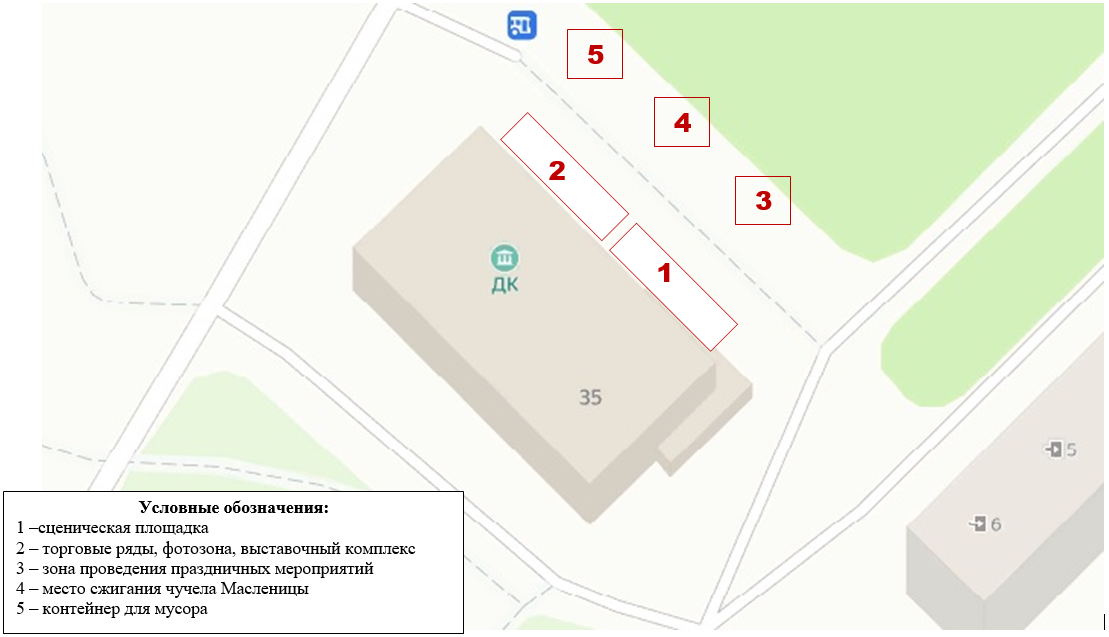 5
4
2
3
1
ДК
35
5
6
Условные обозначения:
1 –сценическая площадка
2 – торговые ряды, фотозона, выставочный комплекс
3 – зона проведения праздничных мероприятий
4 – место сжигания чучела Масленицы
5 – контейнер для мусора